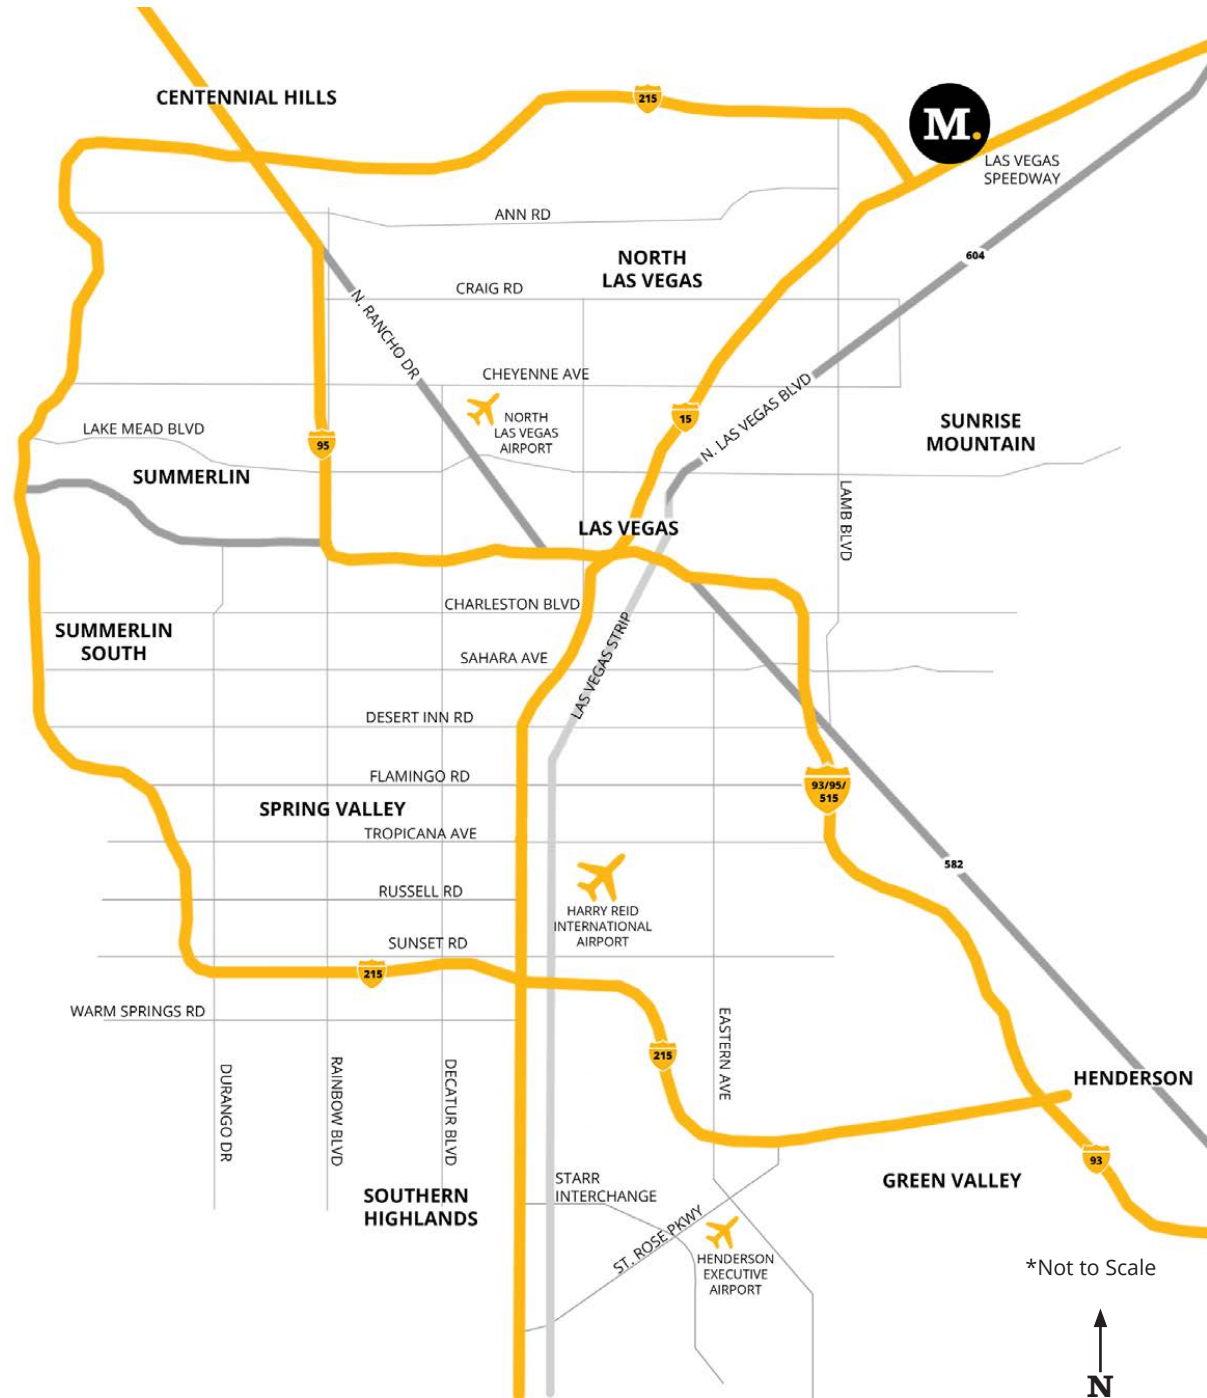 CENTENNIAL HILLS
215
M.
LAS VEGAS
SPEEDWAY
ANN RD
NORTH
LAS VEGAS
604
CRAIG RD
N. RANCHO DR
CHEYENNE AVE
N. LAS VEGAS BLVD
15
NORTH
LAS VEGAS
AIRPORT
LAKE MEAD BLVD
95
SUNRISE
MOUNTAIN
SUMMERLIN
LAMB BLVD
LAS VEGAS
CHARLESTON BLVD
SUMMERLIN
SOUTH
LAS VEGAS STRIP
SAHARA AVE
DESERT INN RD
FLAMINGO RD
93/95/
515
SPRING VALLEY
TROPICANA AVE
582
RUSSELL RD
HARRY REID
INTERNATIONAL
AIRPORT
SUNSET RD
215
WARM SPRINGS RD
EASTERN AVE
215
DURANGO DR
RAINBOW BLVD
DECATUR BLVD
HENDERSON
93
GREEN VALLEY
SOUTHERN
HIGHLANDS
STARR
INTERCHANGE
ST. ROSE PKWY
HENDERSON
EXECUTIVE
AIRPORT
*Not to Scale
N